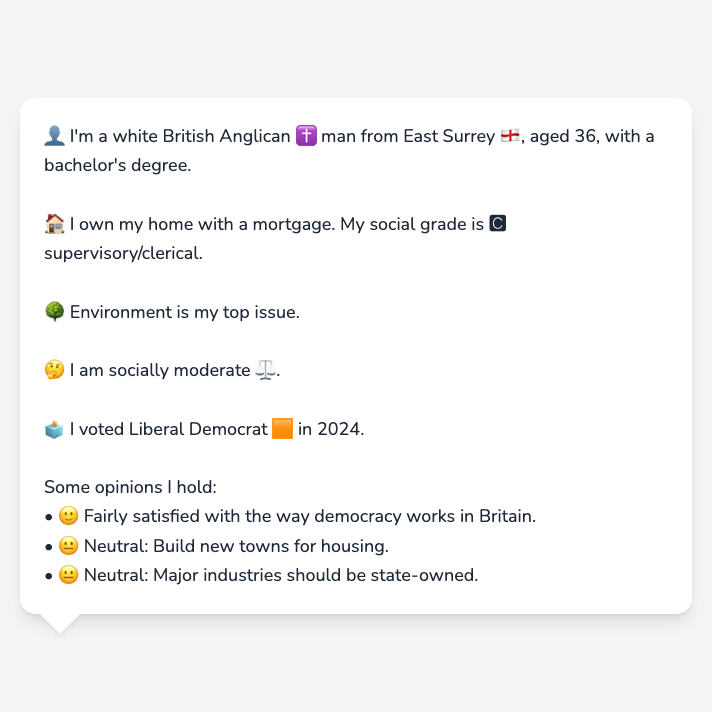 👤 I'm a white British Anglican ✝️ man from East Surrey 🏴󠁧󠁢󠁥󠁮󠁧󠁿, aged 36, with a
bachelor's degree.
🏠 I own my home with a mortgage. My social grade is 🅲
supervisory/clerical.
🌳 Environment is my top issue.
🤔 I am socially moderate ⚖️.
🗳️ I voted Liberal Democrat 🟧 in 2024.
Some opinions I hold:
• 🙂 Fairly satisfied with the way democracy works in Britain.
• 😐 Neutral: Build new towns for housing.
• 😐 Neutral: Major industries should be state-owned.